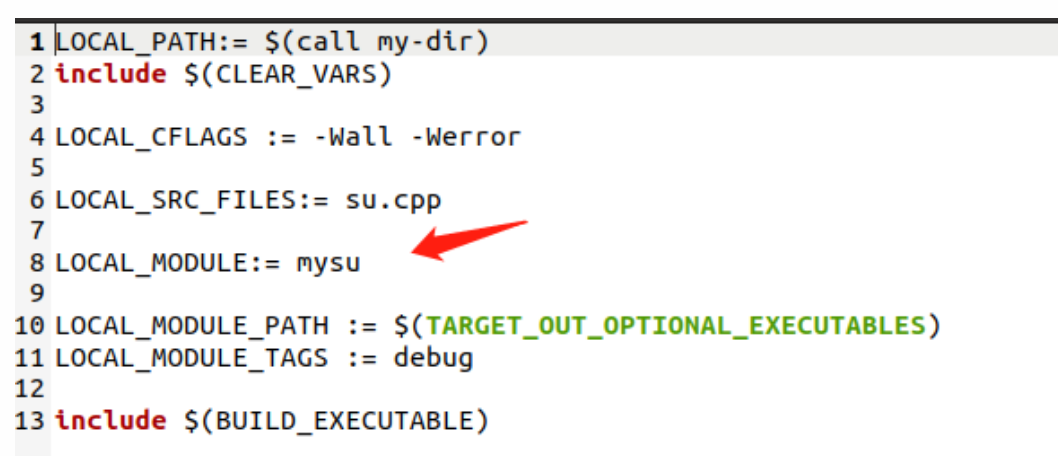 1 LOCAL_PATH:= $(call my-dir)
2 include $(CLEAR_VARS)
3
4 LOCAL_CFLAGS := -Wall -Werror
5
6 LOCAL_SRC_FILES:= su.cpp
7
8 LOCAL_MODULE:= mysu
9
10 LOCAL_MODULE_PATH := $(TARGET_OUT_OPTIONAL_EXECUTABLES)
11 LOCAL_MODULE_TAGS := debug
12
13 include $(BUILD_EXECUTABLE)